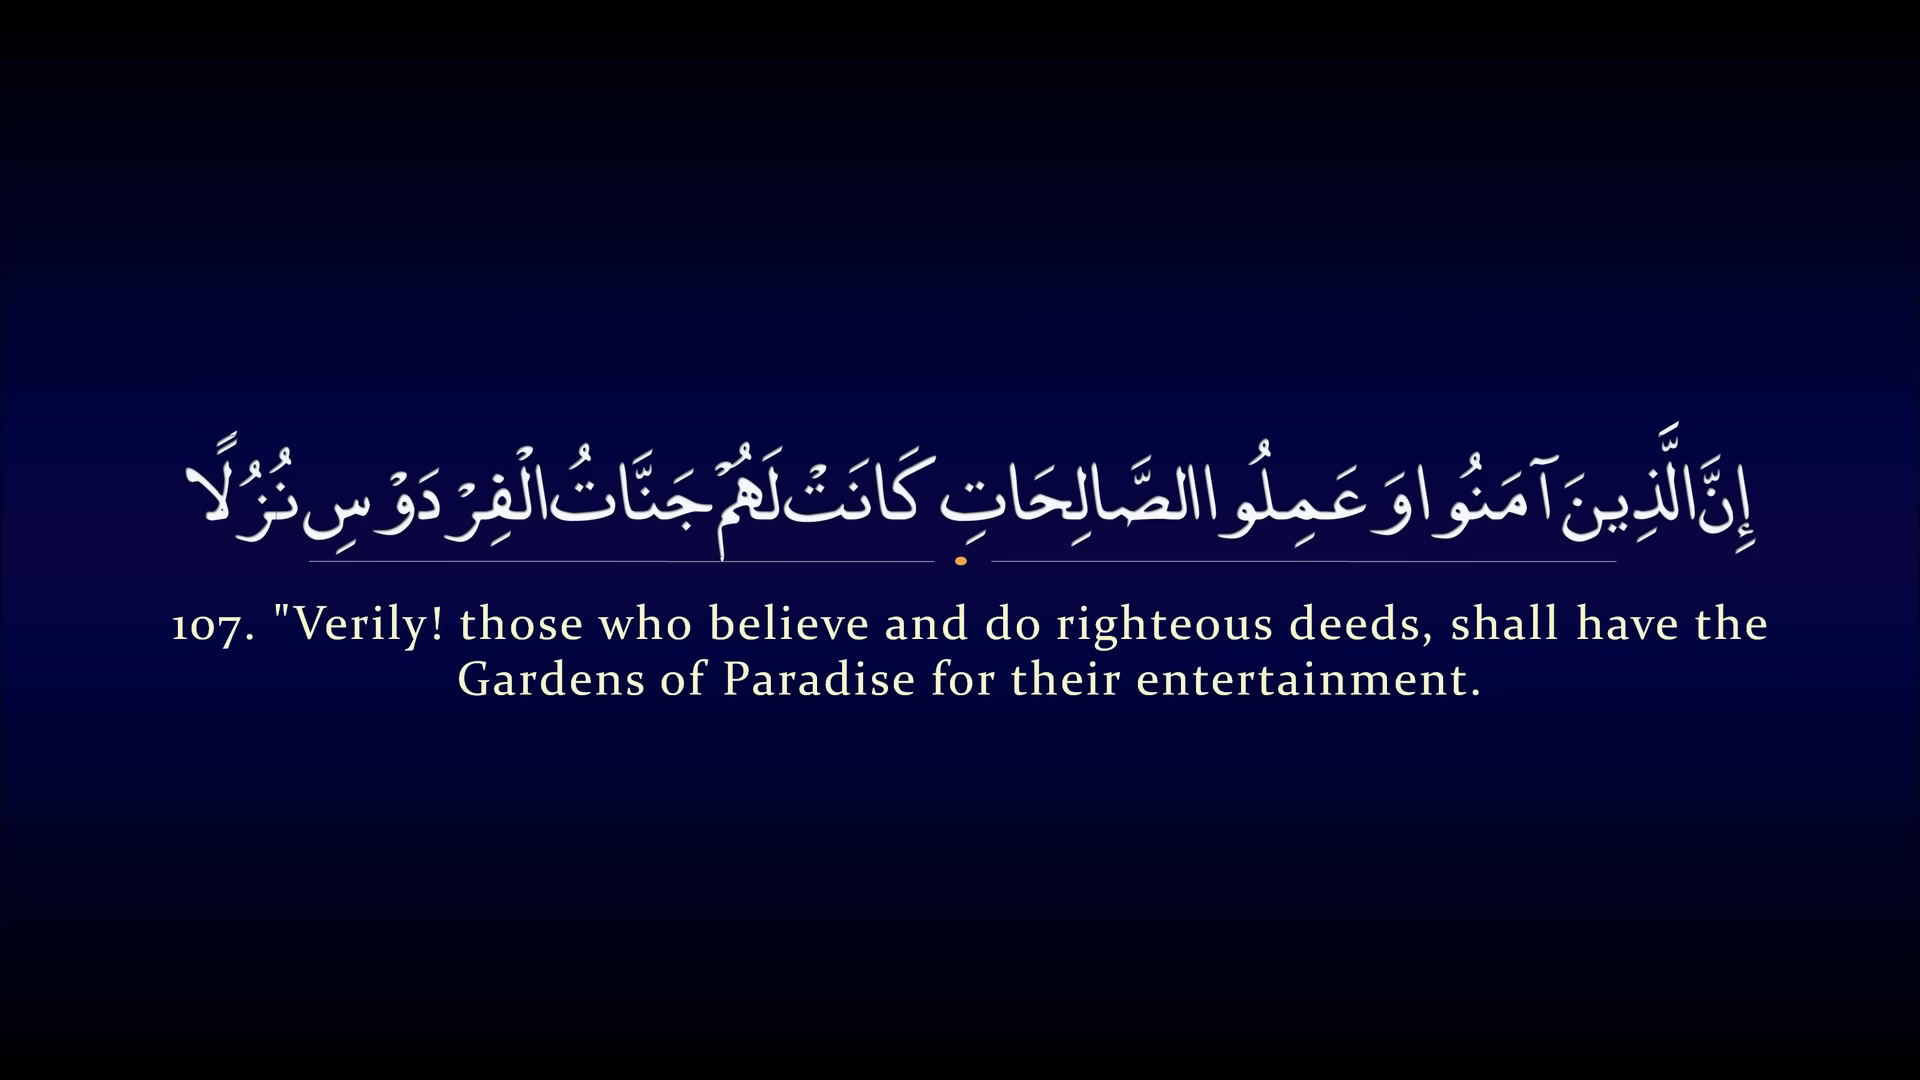 إِنَّ الَّذِينَ آمَنُوا وَعَمِلُوا الصَّالِحَاتِ كَانَتْ لَهُمْ جَنَّاتُ الْفِرْدَوْسِ نُزُلًا
107. "Verily! those who believe and do righteous deeds, shall have the
Gardens of Paradise for their entertainment.